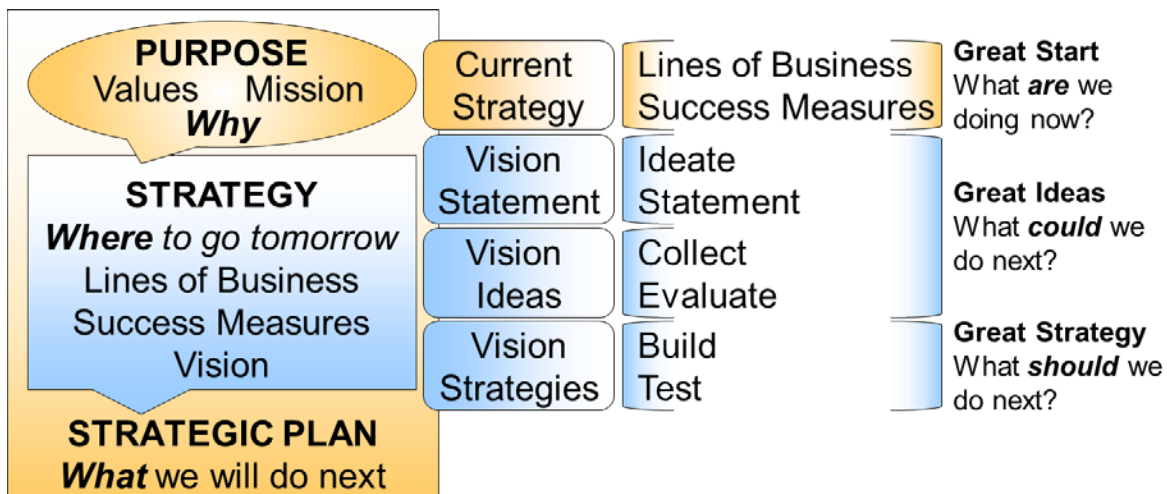 PURPOSE
Values Mission
Why
STRATEGY
Where to go tomorrow
Lines of Business
Success Measures
Vision
STRATEGIC PLAN
What we will do next
Current
Strategy
Lines of Business
Success Measures
Great Start
What are we
doing now?
Vision
Statement
Ideate
Statement
Vision
Ideas
Collect
Evaluate
Great Ideas
What could we
do next?
Vision
Strategies
Build
Test
Great Strategy
What should we
do next?